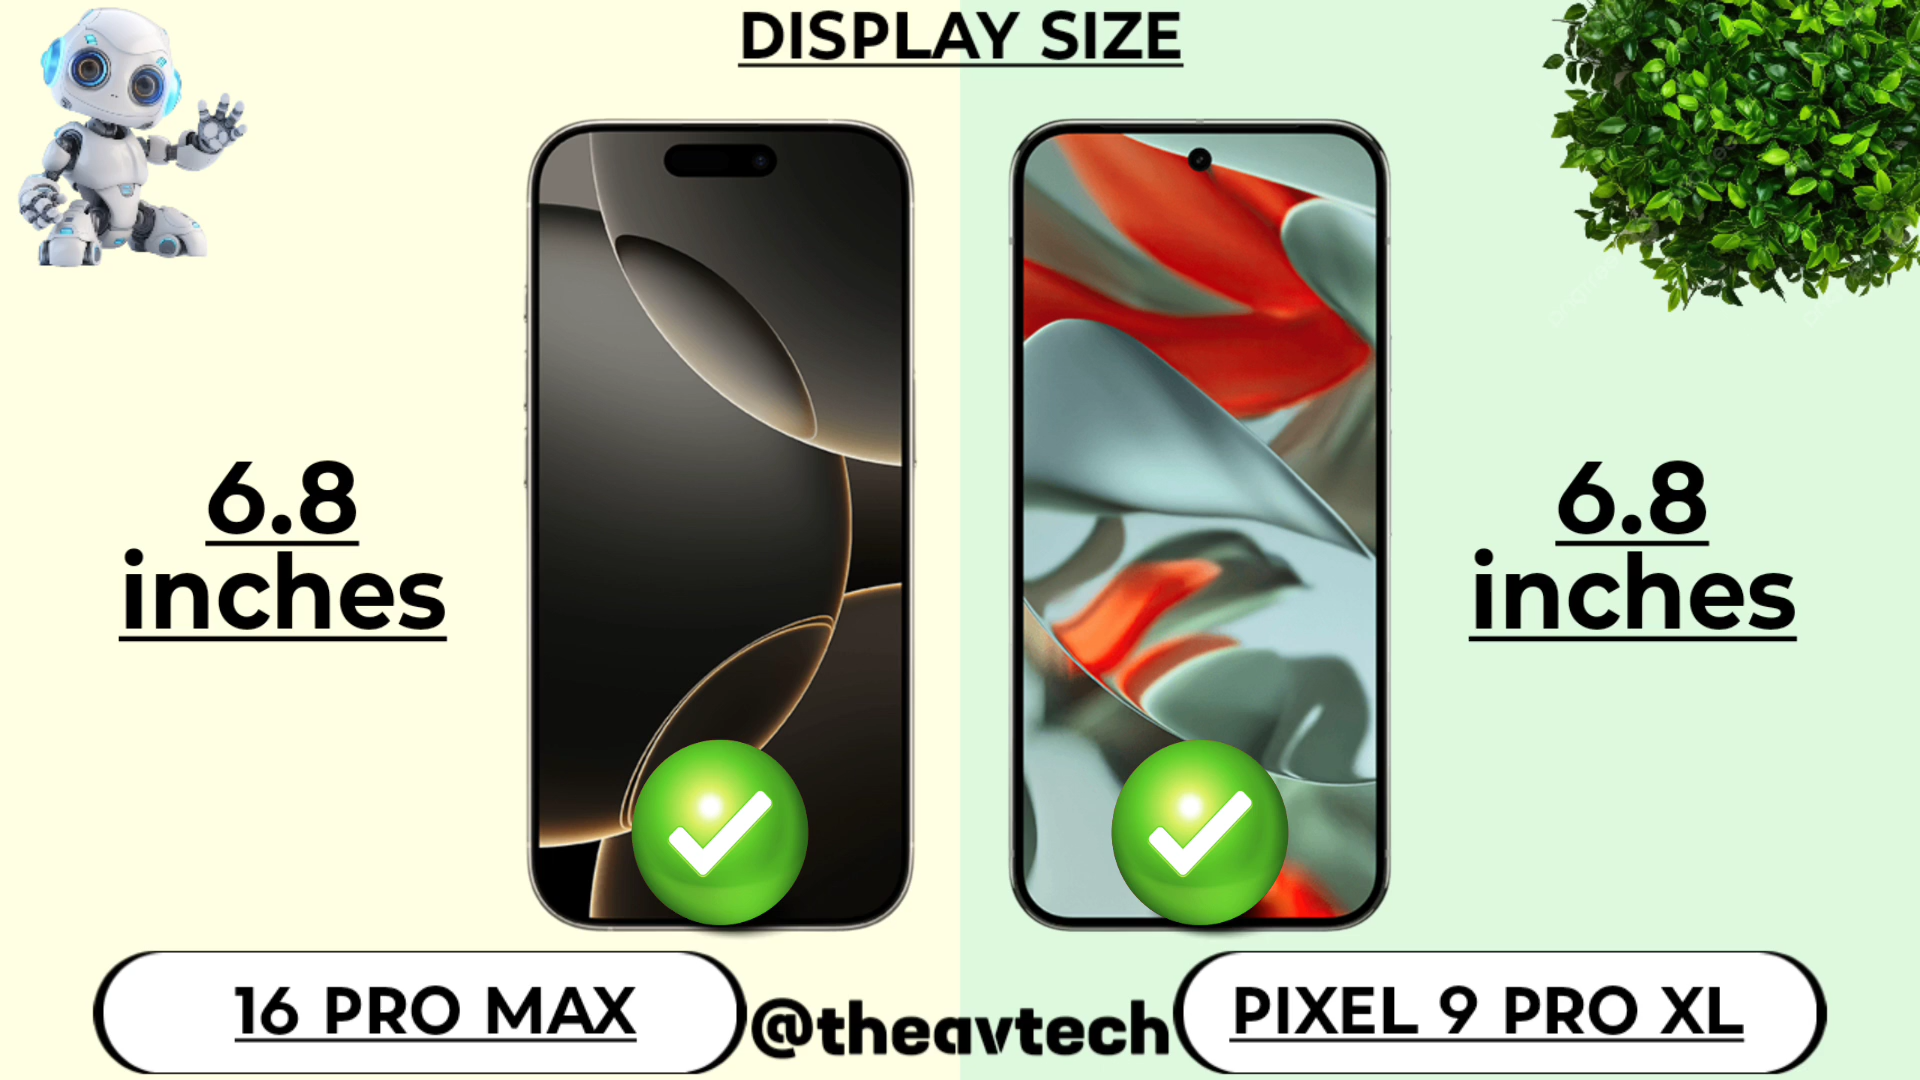 DISPLAY SIZE
6.8
inches
6.8
inches
16 PRO MAX
@theavtech
PIXEL 9 PRO XL